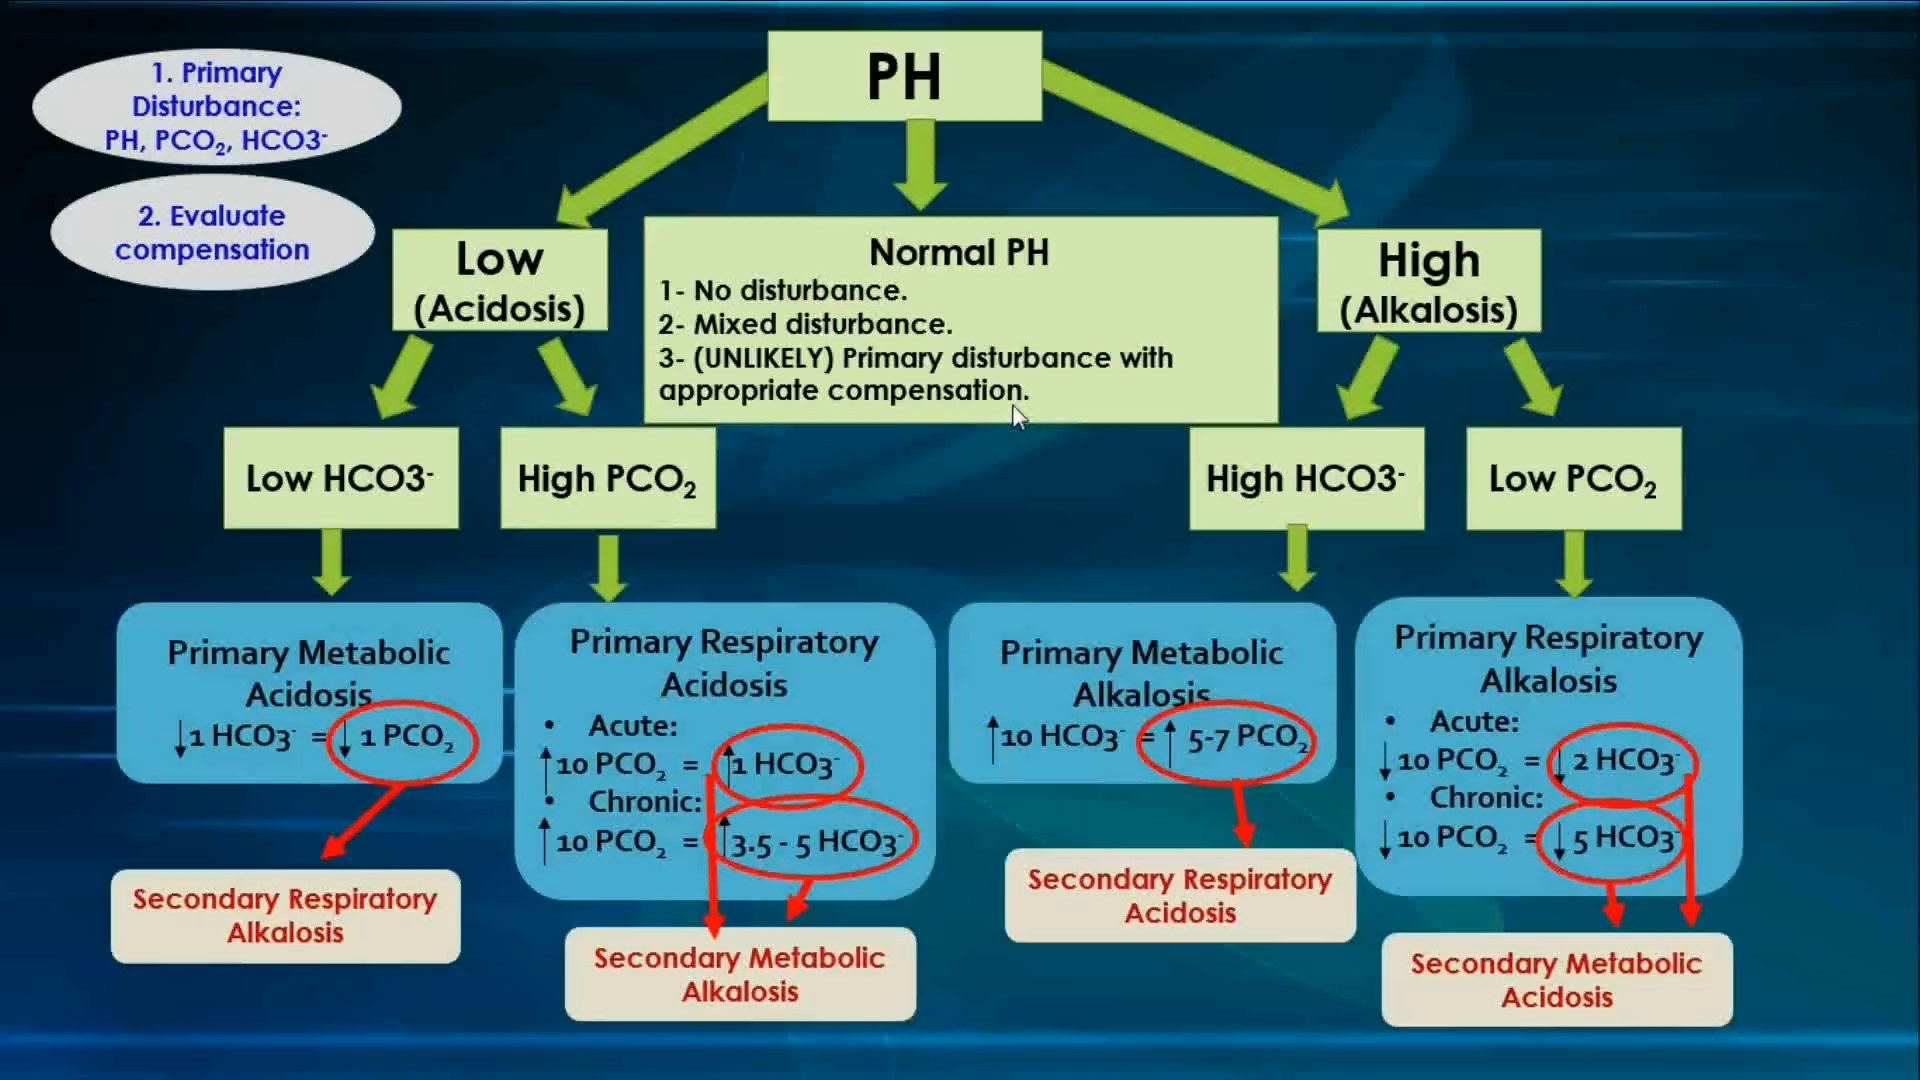 PH
1. Primary
Disturbance:
PH, PCO₂, HCO3⁻
2. Evaluate
compensation
Low
(Acidosis)
Normal PH
1- No disturbance.
2- Mixed disturbance.
3- (UNLIKELY) Primary disturbance with
appropriate compensation.
High
(Alkalosis)
Low HCO3⁻
High PCO₂
High HCO3⁻
Low PCO₂
Primary Metabolic
Acidosis
↓1 HCO3⁻ = ↓ 1 PCO₂
Primary Respiratory
Acidosis
• Acute:
↑10 PCO₂ = ↑1 HCO3⁻
• Chronic:
↑10 PCO₂ = ↑3.5 - 5 HCO3⁻
Primary Metabolic
Alkalosis
↑10 HCO3⁻ = ↑ 5-7 PCO₂
Primary Respiratory
Alkalosis
• Acute:
↓10 PCO₂ = ↓ 2 HCO3⁻
• Chronic:
↓10 PCO₂ = ↓ 5 HCO3⁻
Secondary Respiratory
Alkalosis
Secondary Metabolic
Alkalosis
Secondary Respiratory
Acidosis
Secondary Metabolic
Acidosis